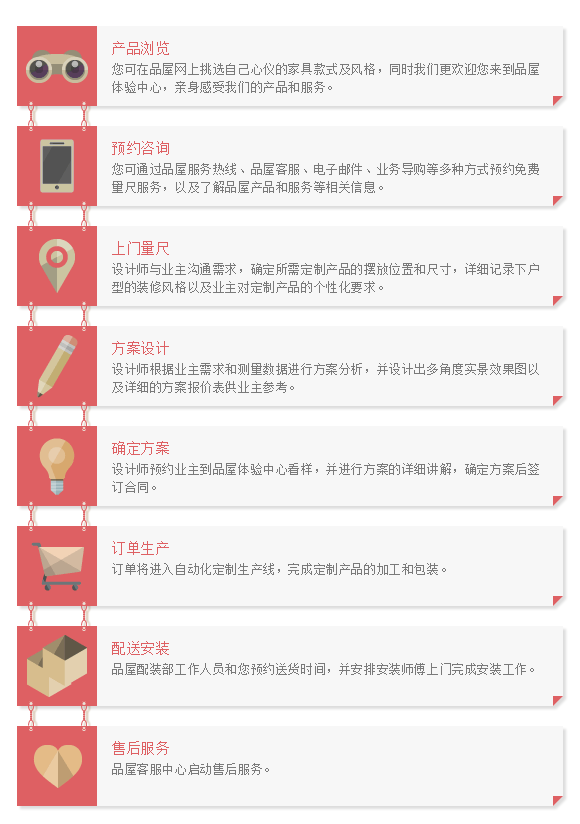 产品浏览
您可在品屋网上挑选自己心仪的家具款式及风格，同时我们更欢迎您来到品屋
体验中心，亲身感受我们的产品和服务。
预约咨询
您可通过品屋服务热线、品屋客服、电子邮件、业务导购等多种方式预约免费
量尺服务，以及了解品屋产品和服务等相关信息。
上门量尺
设计师与业主沟通需求，确定所需定制产品的摆放位置和尺寸，详细记录下户
型的装修风格以及业主对定制产品的个性化要求。
方案设计
设计师根据业主需求和测量数据进行方案分析，并设计出多角度实景效果图以
及详细的方案报价表供业主参考。
确定方案
设计师预约业主到品屋体验中心看样，并进行方案的详细讲解，确定方案后签
订合同。
订单生产
订单将进入自动化定制生产线，完成定制产品的加工和包装。
配送安装
品屋配装部工作人员和您预约送货时间，并安排安装师傅上门完成安装工作。
售后服务
品屋客服中心启动售后服务。